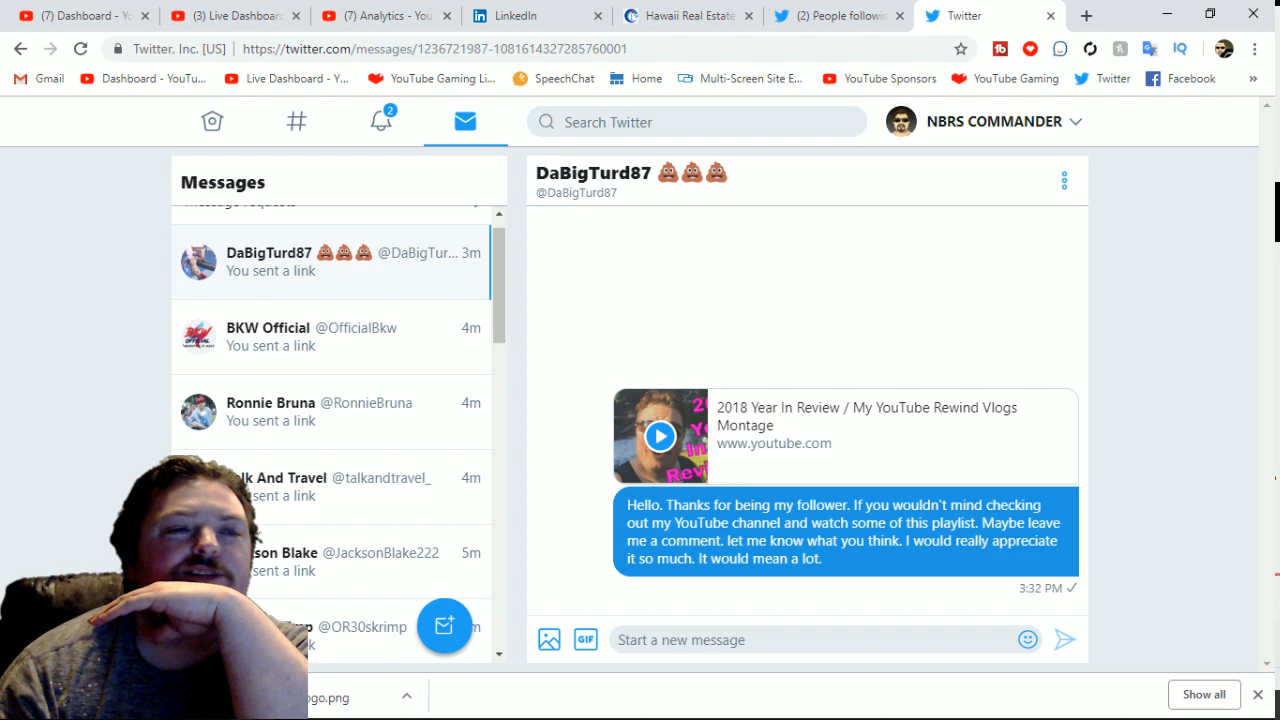 (7) Dashboard - Yo
(3) Live Dashboard
(7) Analytics - You
LinkedIn
Hawaii Real Estate
(2) People followin
Twitter
Twitter, Inc. [US] | https://twitter.com/messages/1236721987-1081614327285760001
Gmail
Dashboard - YouTu...
Live Dashboard - Y...
YouTube Gaming Li...
SpeechChat
Home
Multi-Screen Site E...
YouTube Sponsors
YouTube Gaming
Twitter
Facebook
2
Search Twitter
NBRS COMMANDER
Messages
DaBigTurd87 💩💩💩
@DaBigTurd87
DaBigTurd87 💩💩💩 @DaBigTur... 3m
You sent a link
BKW Official @OfficialBkw 4m
You sent a link
Ronnie Bruna @RonnieBruna 4m
You sent a link
lk And Travel @talkandtravel_ 4m
sent a link
son Blake @JacksonBlake222 5m
sent a link
@OR30skrimp
2018 Year In Review / My YouTube Rewind Vlogs
Montage
www.youtube.com
Hello. Thanks for being my follower. If you wouldn't mind checking
out my YouTube channel and watch some of this playlist. Maybe leave
me a comment. let me know what you think. I would really appreciate
it so much. It would mean a lot.
3:32 PM ✓
GIF
Start a new message
ogo.png
Show all